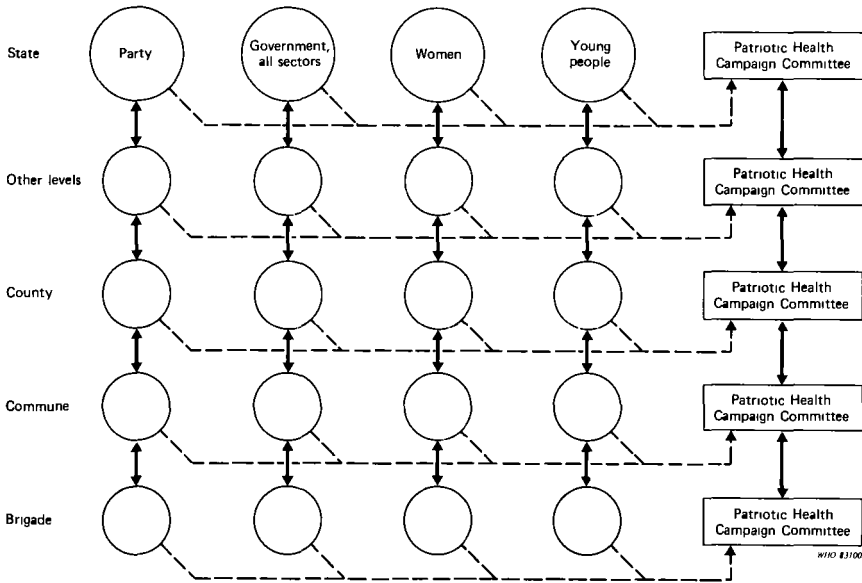 State
Party
Government,
all sectors
Women
Young
people
Patriotic Health
Campaign Committee
Other levels
Patriotic Health
Campaign Committee
County
Patriotic Health
Campaign Committee
Commune
Patriotic Health
Campaign Committee
Brigade
Patriotic Health
Campaign Committee
WHO 83100